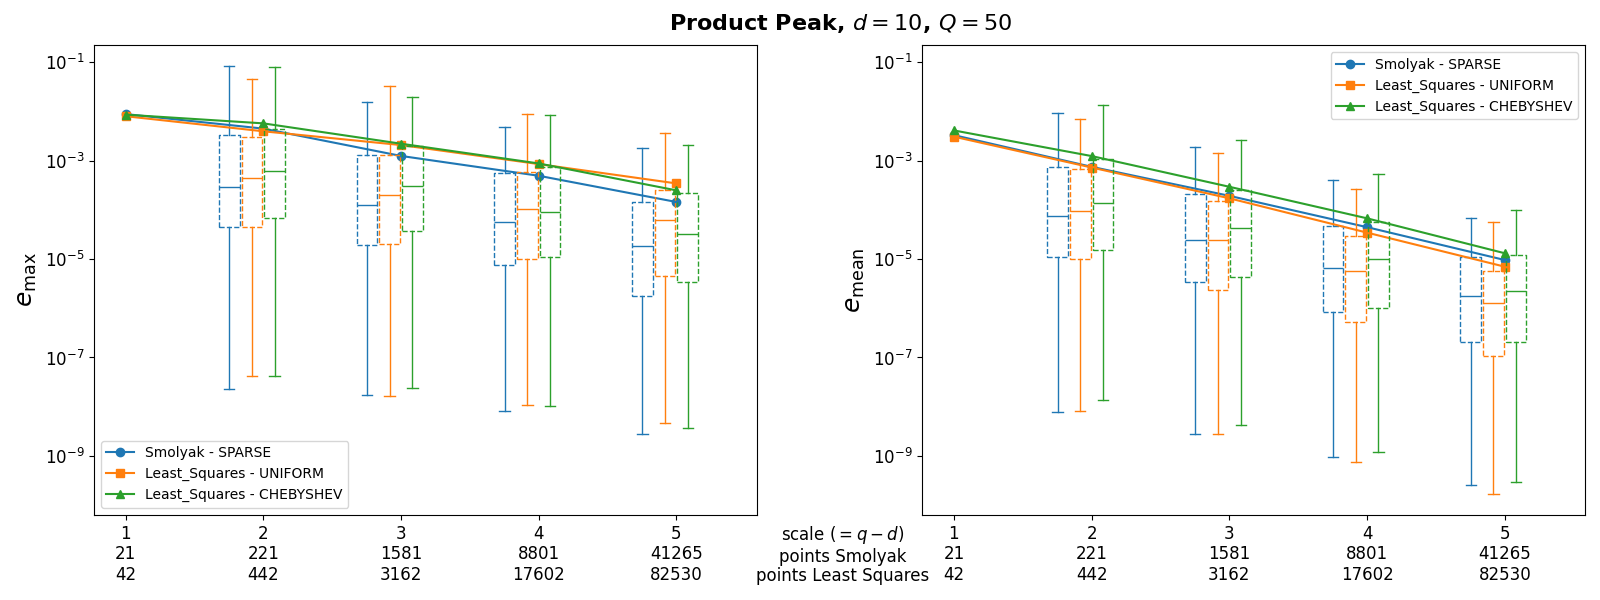 Product Peak, d = 10, Q = 50
10⁻¹
10⁻³
10⁻⁵
10⁻⁷
10⁻⁹
e_max
Smolyak - SPARSE
Least_Squares - UNIFORM
Least_Squares - CHEBYSHEV
1 2 3 4 5
21 221 1581 8801 41265
42 442 3162 17602 82530
scale (= q − d)
points Smolyak
points Least Squares
10⁻¹
10⁻³
10⁻⁵
10⁻⁷
10⁻⁹
e_mean
Smolyak - SPARSE
Least_Squares - UNIFORM
Least_Squares - CHEBYSHEV
1 2 3 4 5
21 221 1581 8801 41265
42 442 3162 17602 82530